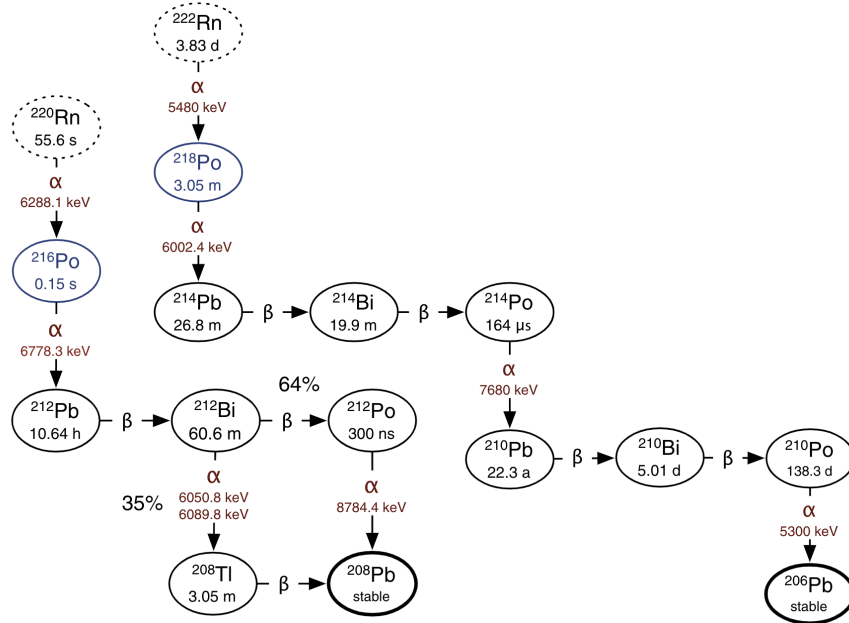 ²²²Rn
3.83 d
α
5480 keV
²²⁰Rn
55.6 s
α
6288.1 keV
²¹⁸Po
3.05 m
α
6002.4 keV
²¹⁶Po
0.15 s
α
6778.3 keV
²¹⁴Pb
26.8 m
β
²¹⁴Bi
19.9 m
β
²¹⁴Po
164 µs
α
7680 keV
²¹²Pb
10.64 h
β
²¹²Bi
60.6 m
64%
β
²¹²Po
300 ns
²¹⁰Pb
22.3 a
β
²¹⁰Bi
5.01 d
β
²¹⁰Po
138.3 d
35%
α
6050.8 keV
6089.8 keV
α
8784.4 keV
α
5300 keV
²⁰⁸Tl
3.05 m
β
²⁰⁸Pb
stable
²⁰⁶Pb
stable